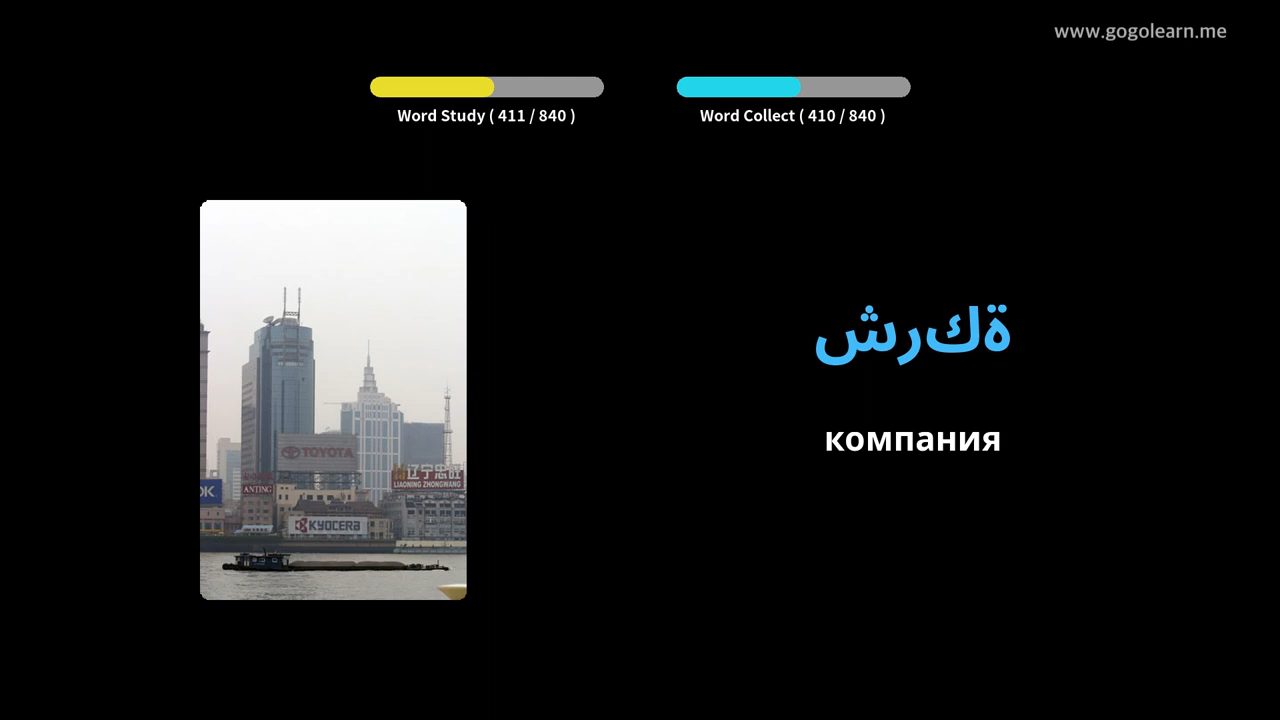 www.gogolearn.me
Word Study ( 411 / 840 )
Word Collect ( 410 / 840 )
شركة
компания
TOYOTA
辽宁忠旺
LIAONING ZHONGWANG
ANTING
KYOCERA